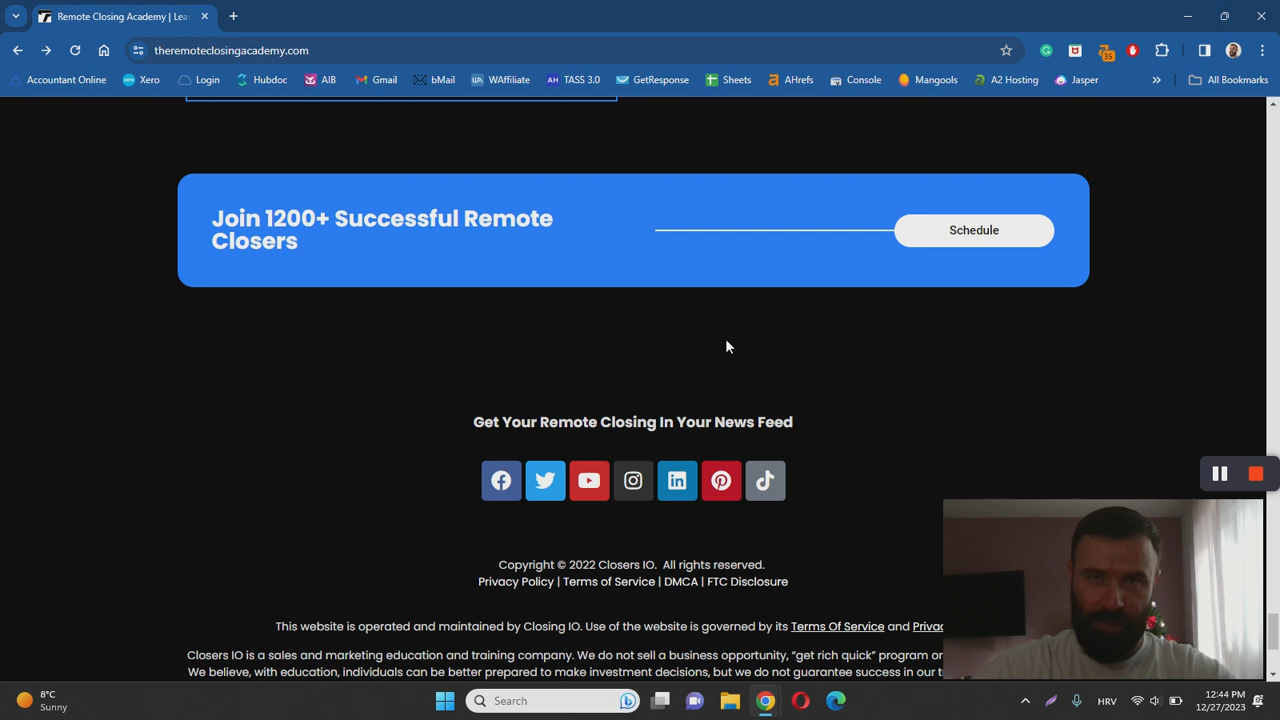 Remote Closing Academy | Lea
theremoteclosingacademy.com
Accountant Online
Xero
Login
Hubdoc
AIB
Gmail
bMail
WAffiliate
TASS 3.0
GetResponse
Sheets
AHrefs
Console
Mangools
A2 Hosting
Jasper
All Bookmarks
35
Join 1200+ Successful Remote
Closers
Schedule
Get Your Remote Closing In Your News Feed
Copyright © 2022 Closers IO. All rights reserved.
Privacy Policy | Terms of Service | DMCA | FTC Disclosure
This website is operated and maintained by Closing IO. Use of the website is governed by its Terms Of Service and Privac
Closers IO is a sales and marketing education and training company. We do not sell a business opportunity, “get rich quick” program or
We believe, with education, individuals can be better prepared to make investment decisions, but we do not guarantee success in our t
8°C
Sunny
Search
HRV
12:44 PM
12/27/2023